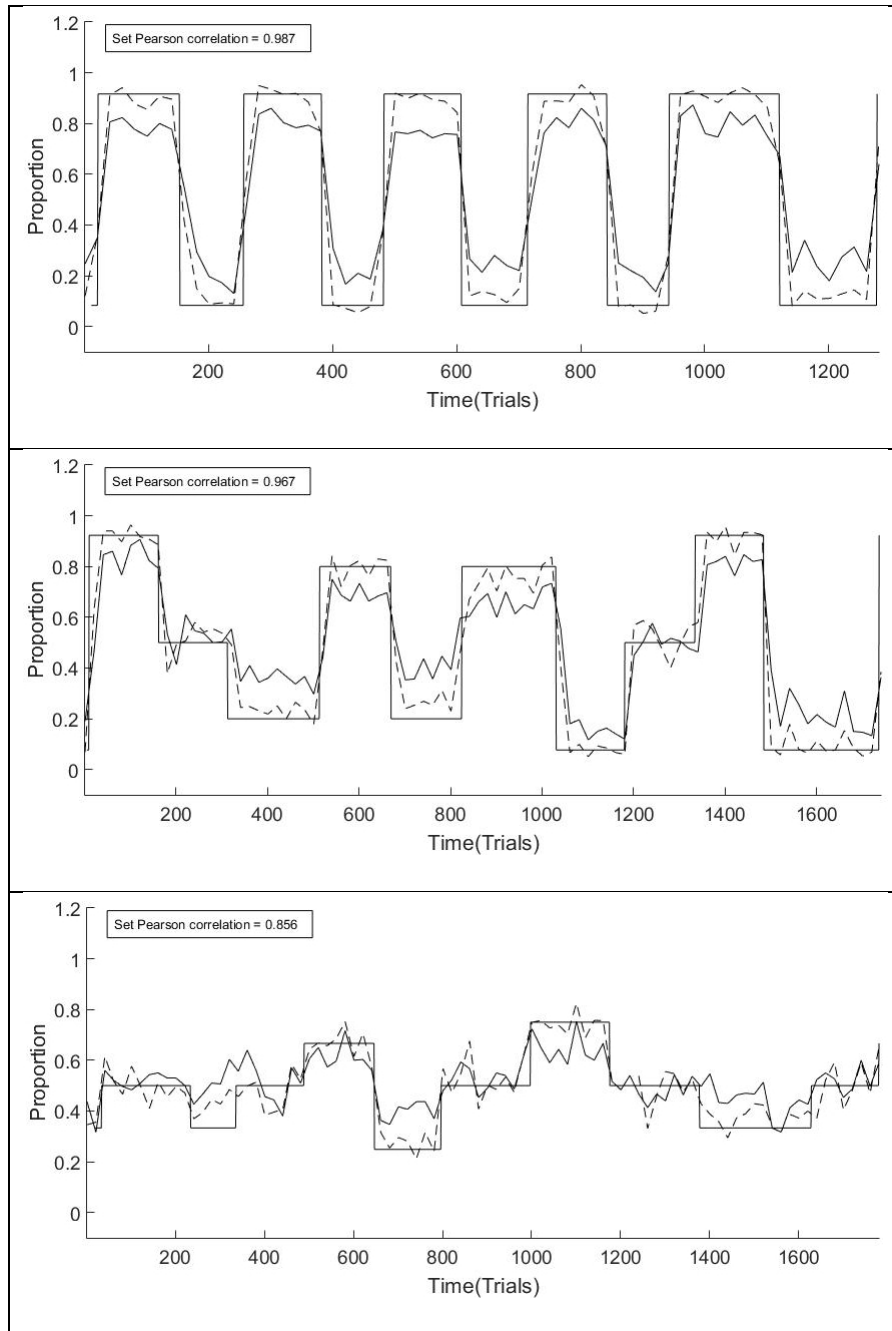 1.2
Set Pearson correlation = 0.987
1
0.8
0.6
0.4
0.2
0
Proportion
200 400 600 800 1000 1200
Time(Trials)
1.2
Set Pearson correlation = 0.967
1
0.8
0.6
0.4
0.2
0
Proportion
200 400 600 800 1000 1200 1400 1600
Time(Trials)
1.2
Set Pearson correlation = 0.856
1
0.8
0.6
0.4
0.2
0
Proportion
200 400 600 800 1000 1200 1400 1600
Time(Trials)